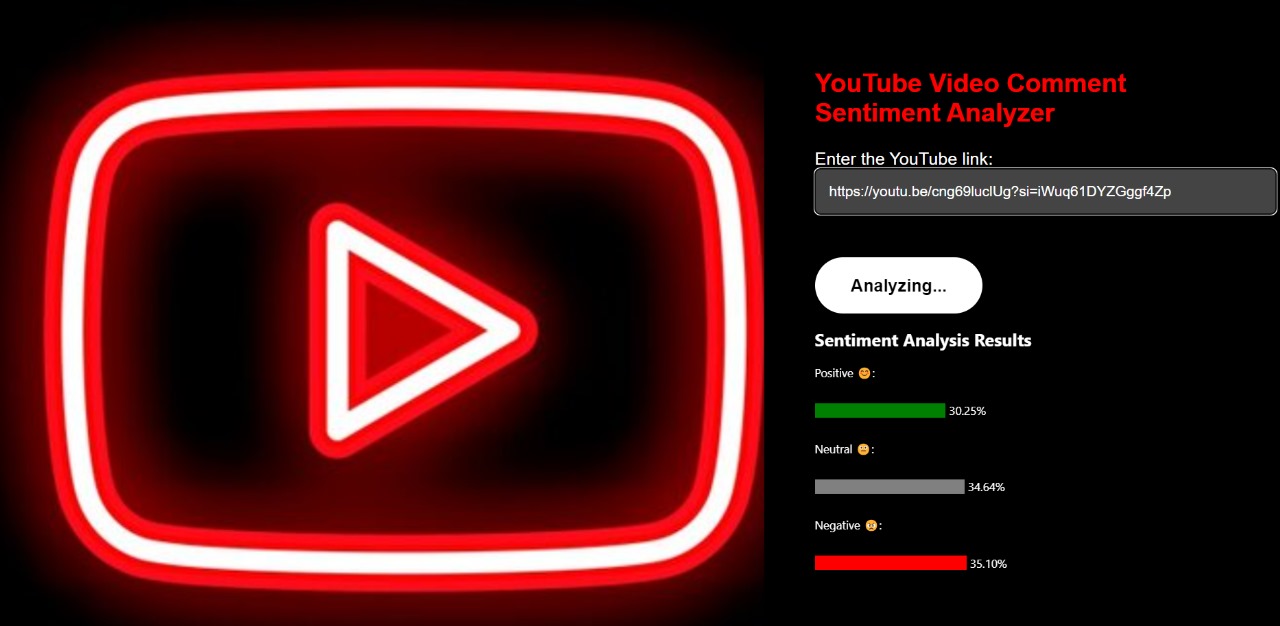 YouTube Video Comment
Sentiment Analyzer
Enter the YouTube link:
https://youtu.be/cng69luclUg?si=iWuq61DYZGggf4Zp
Analyzing...
Sentiment Analysis Results
Positive 😊:
30.25%
Neutral 😐:
34.64%
Negative 😢:
35.10%